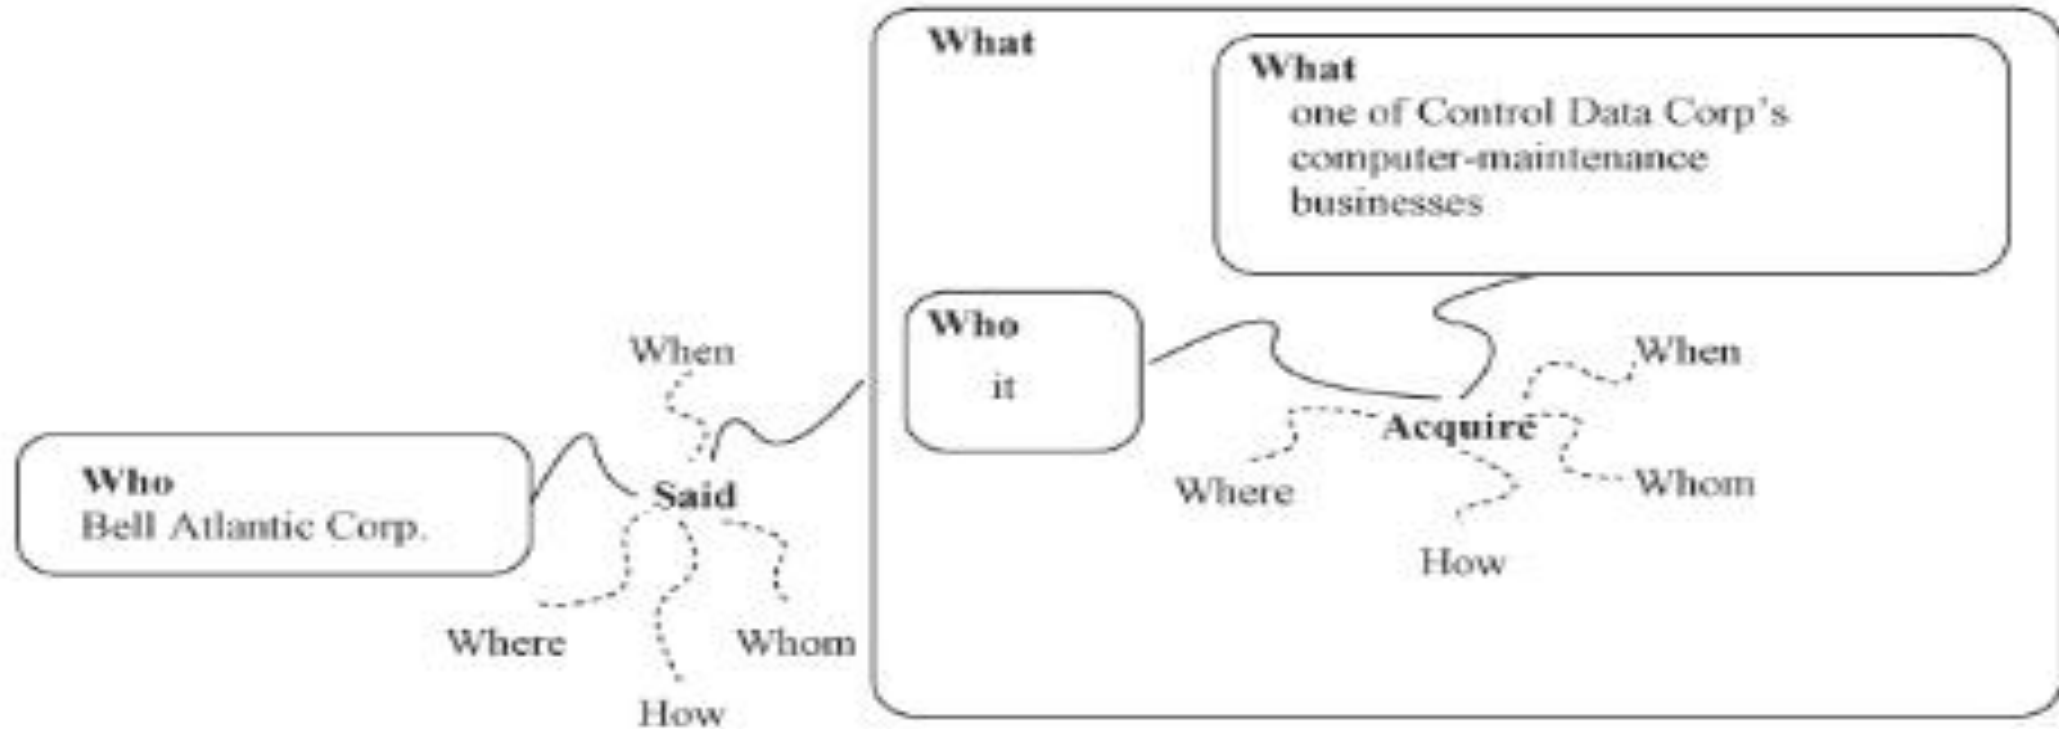 What
What
one of Control Data Corp's
computer-maintenance
businesses
Who
it
When
When
Acquire
Where
Whom
How
Who
Bell Atlantic Corp.
Said
Where
Whom
How